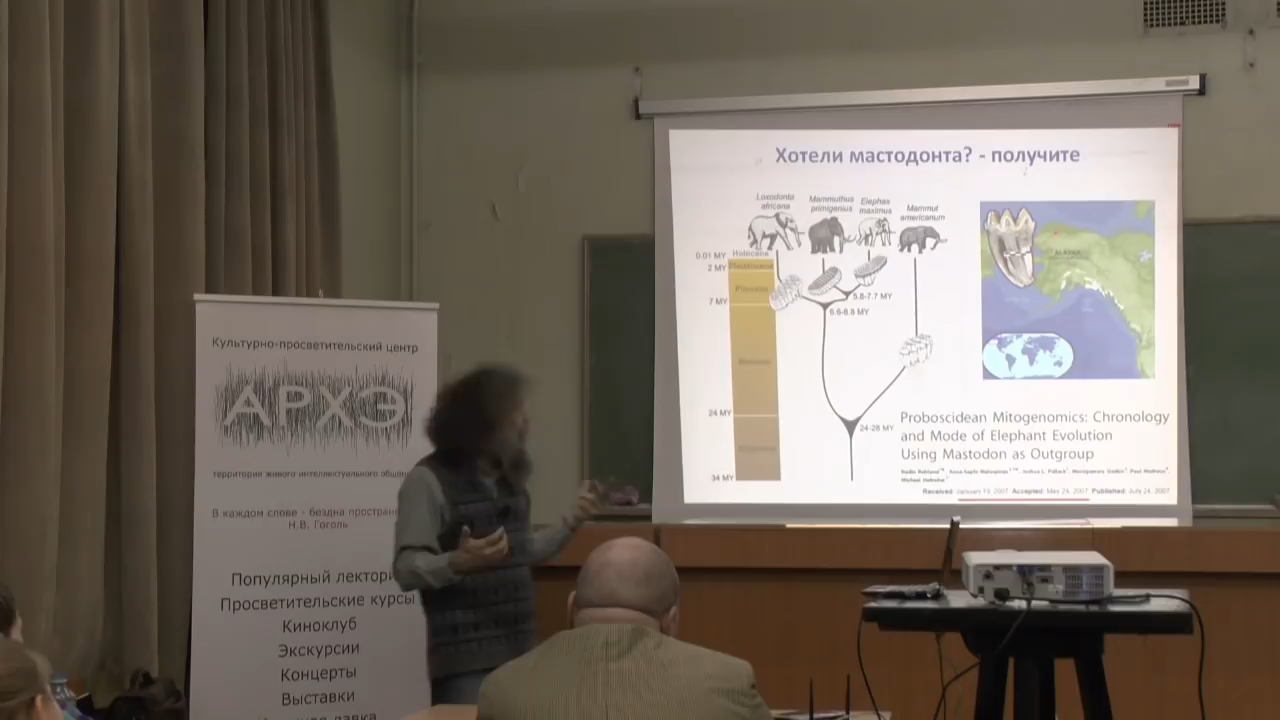 Хотели мастодонта? - получите
Loxodonta
africana
Mammuthus
primigenius
Elephas
maximus
Mammut
americanum
0.01 MY
Holocene
2 MY
Pleistocene
Pliocene
7 MY
5.8-7.7 MY
6.6-8.8 MY
24 MY
24-28 MY
34 MY
ALASKA
Proboscidean Mitogenomics: Chronology
and Mode of Elephant Evolution
Using Mastodon as Outgroup
Received: January 19, 2007 Accepted: May 24, 2007 Published: July 24, 2007
Культурно-просветительский центр
АРХЭ
территория живого интеллектуального
В каждом слове - бездна
Н.В. Гоголь
Популярный
Просветительские курсы
Киноклуб
Экскурсии
Концерты
Выставки